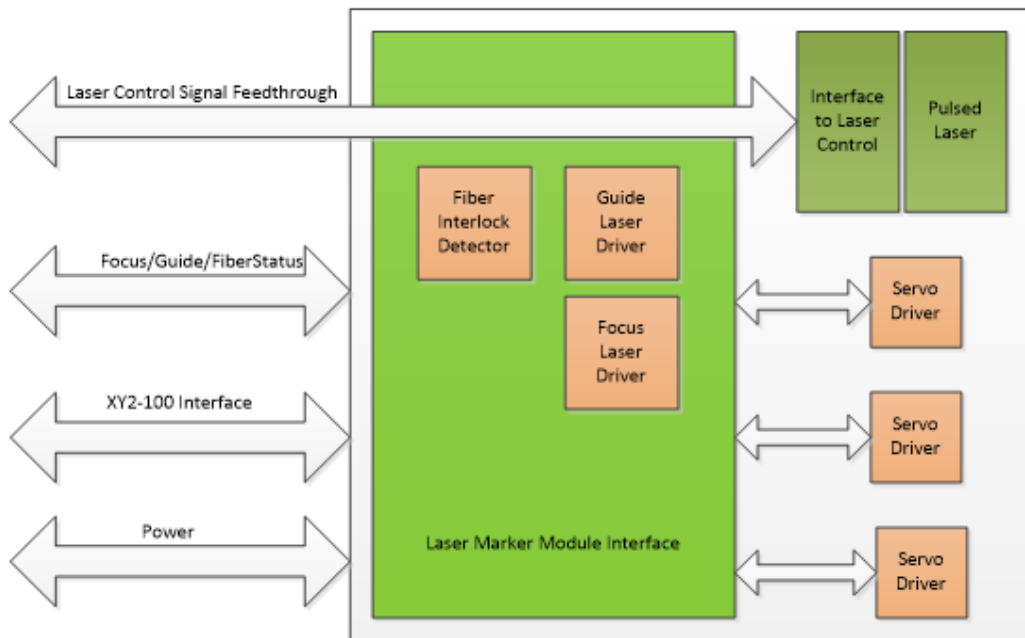 Laser Control Signal Feedthrough
Interface
to Laser
Control
Pulsed
Laser
Fiber
Interlock
Detector
Guide
Laser
Driver
Focus/Guide/FiberStatus
Servo
Driver
Focus
Laser
Driver
XY2-100 Interface
Servo
Driver
Power
Laser Marker Module Interface
Servo
Driver